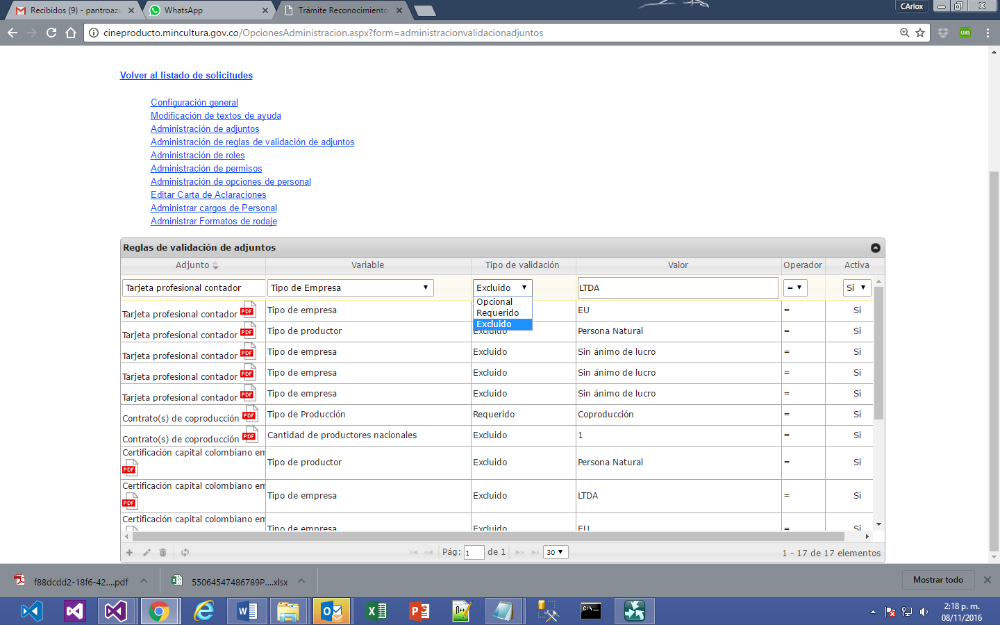 Recibidos (9) - pantroazu
WhatsApp
Trámite Reconocimiento
CArlox
cineproducto.mincultura.gov.co/OpcionesAdministracion.aspx?form=administracionvalidacionadjuntos
CORS
Volver al listado de solicitudes
Configuración general
Modificación de textos de ayuda
Administración de adjuntos
Administración de reglas de validación de adjuntos
Administración de roles
Administración de permisos
Administración de opciones de personal
Editar Carta de Aclaraciones
Administrar cargos de Personal
Administrar Formatos de rodaje
Reglas de validación de adjuntos
Adjunto Variable Tipo de validación Valor Operador Activa
Tarjeta profesional contador Tipo de Empresa Excluido LTDA = Si
Opcional
Requerido
Excluido
Tarjeta profesional contador PDF Tipo de empresa EU = Si
Tarjeta profesional contador PDF Tipo de productor Excluido Persona Natural = Si
Tarjeta profesional contador PDF Tipo de empresa Excluido Sin ánimo de lucro = Si
Tarjeta profesional contador PDF Tipo de empresa Excluido Sin ánimo de lucro = Si
Tarjeta profesional contador PDF Tipo de empresa Excluido Sin ánimo de lucro = Si
Contrato(s) de coproducción PDF Tipo de Producción Requerido Coproducción = Si
Contrato(s) de coproducción PDF Cantidad de productores nacionales Excluido 1 = Si
Certificación capital colombiano em
PDF Tipo de productor Excluido Persona Natural = Si
Certificación capital colombiano em
PDF Tipo de empresa Excluido LTDA = Si
Certificación capital colombiano em
Tipo de empresa Excluido EU = Si
Pág: 1 de 1 30 1 - 17 de 17 elementos
f88dcdd2-18f6-42....pdf
55064547486789P....xlsx
Mostrar todo
2:18 p. m.
08/11/2016